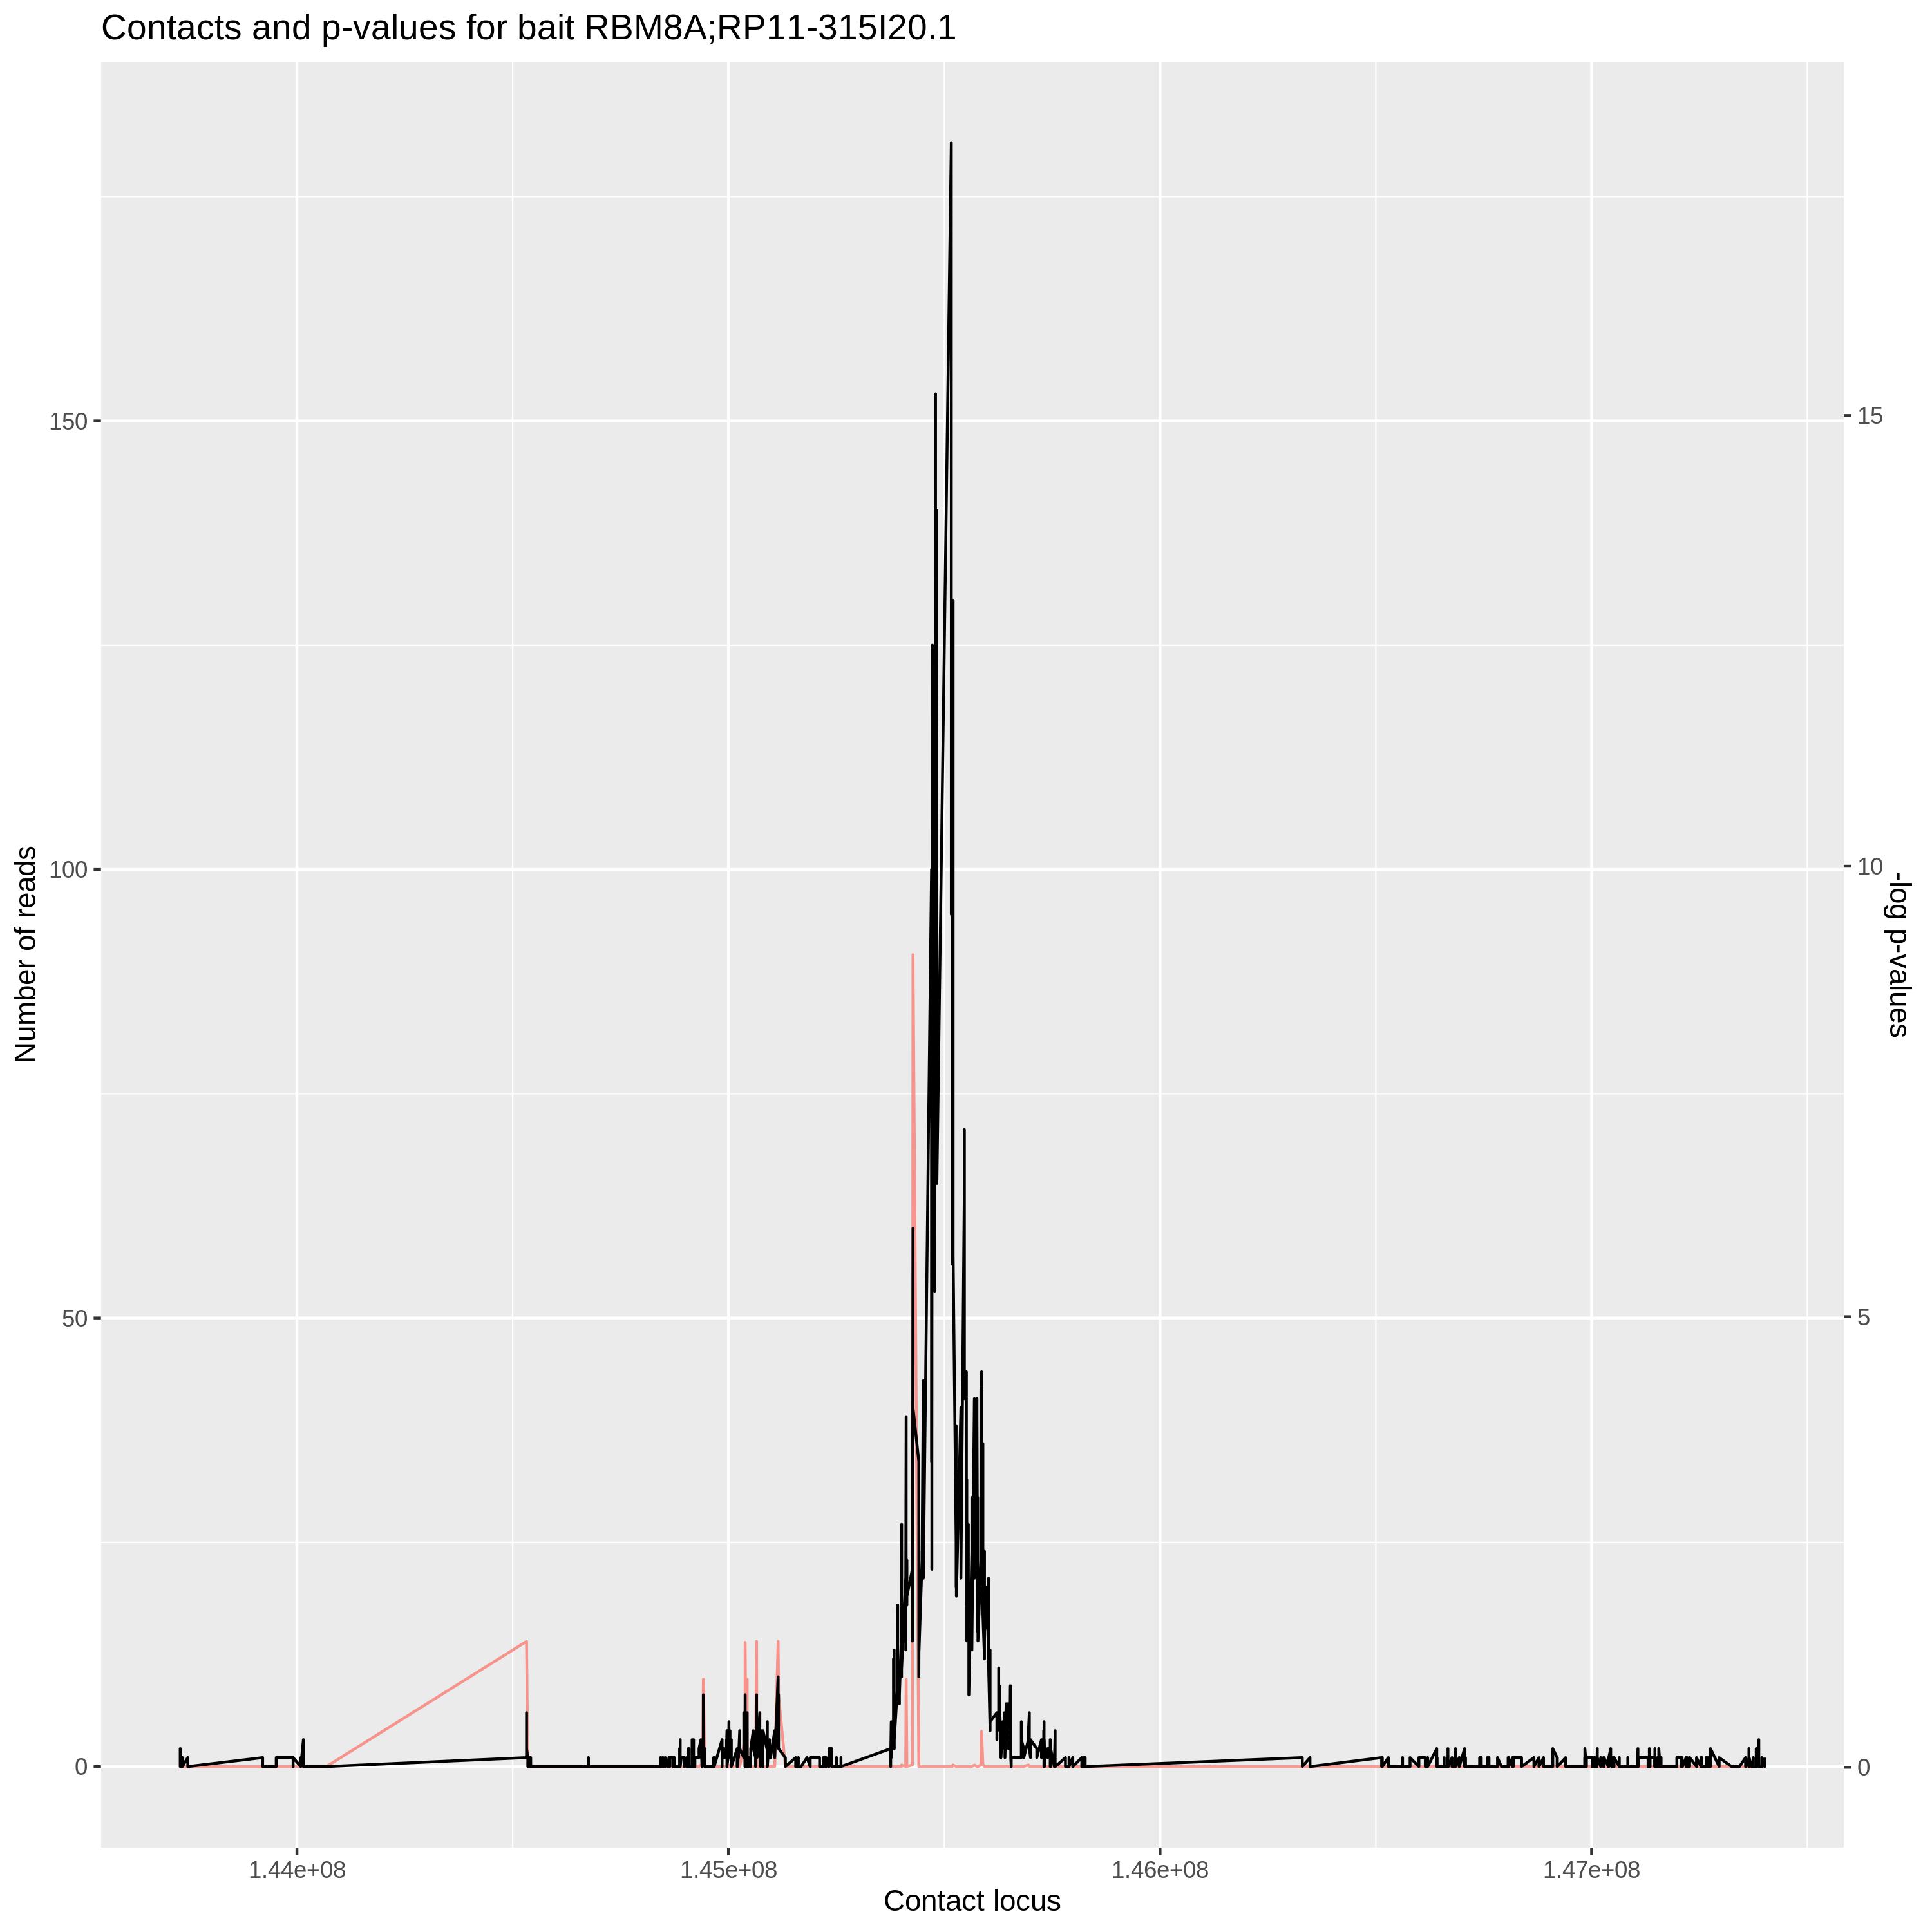 Contacts and p-values for bait RBM8A;RP11-315I20.1
Number of reads
150
100
50
0
15
10
5
0
-log p-values
1.44e+08 1.45e+08 1.46e+08 1.47e+08
Contact locus